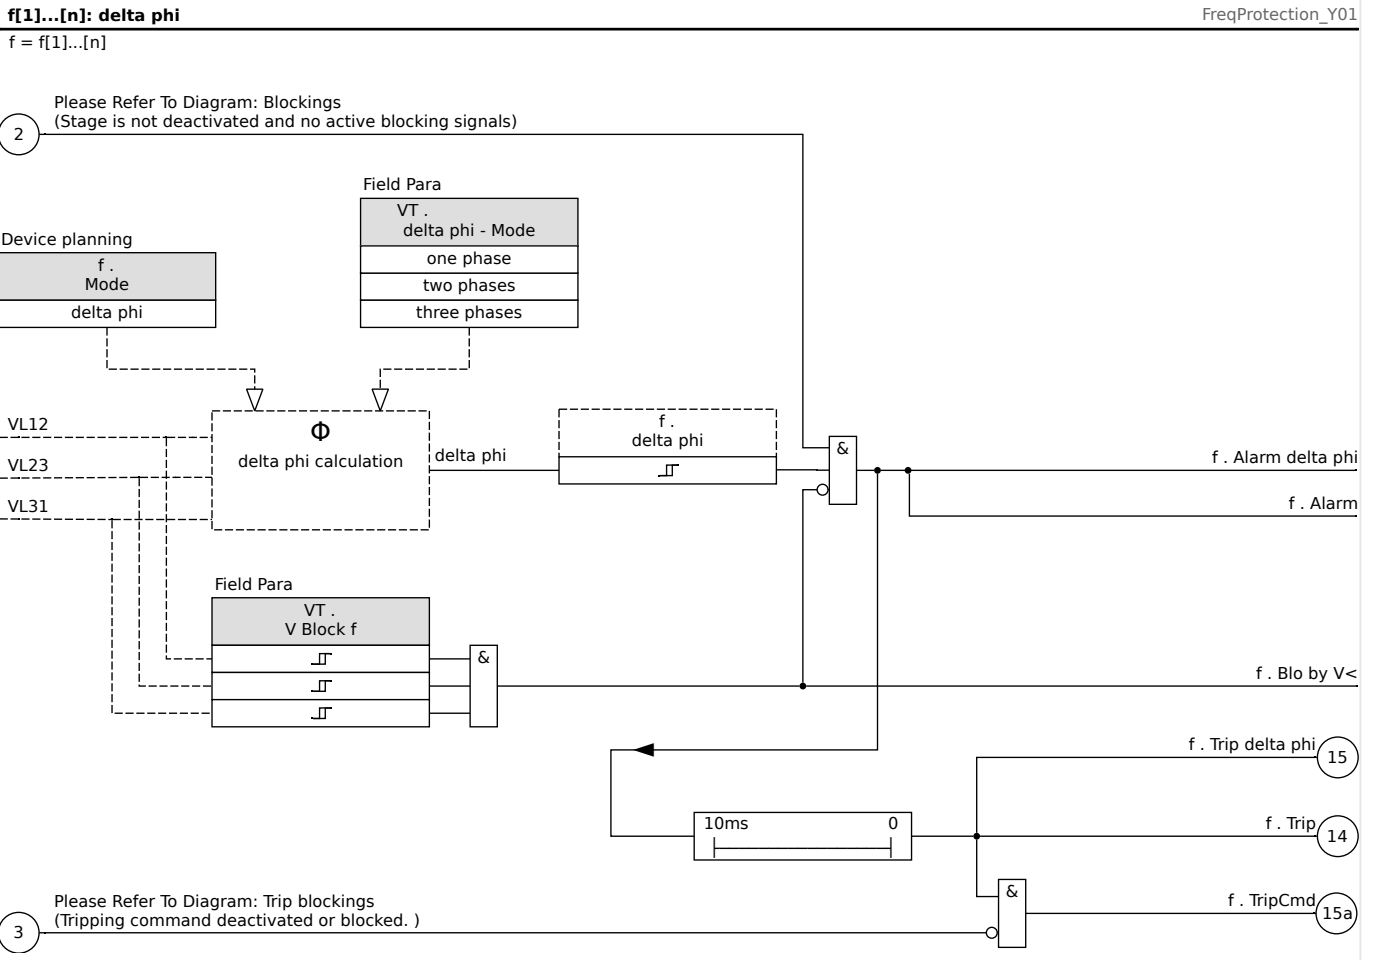 f[1]...[n]: delta phi
FreqProtection_Y01
f = f[1]...[n]
Please Refer To Diagram: Blockings
(Stage is not deactivated and no active blocking signals)
2
Field Para
VT .
delta phi - Mode
one phase
two phases
three phases
Device planning
f .
Mode
delta phi
VL12
VL23
VL31
Φ
delta phi calculation
delta phi
f .
delta phi
&
f . Alarm delta phi
f . Alarm
Field Para
VT .
V Block f
&
f . Blo by V<
f . Trip delta phi
15
10ms 0
f . Trip
14
&
f . TripCmd
15a
Please Refer To Diagram: Trip blockings
(Tripping command deactivated or blocked. )
3